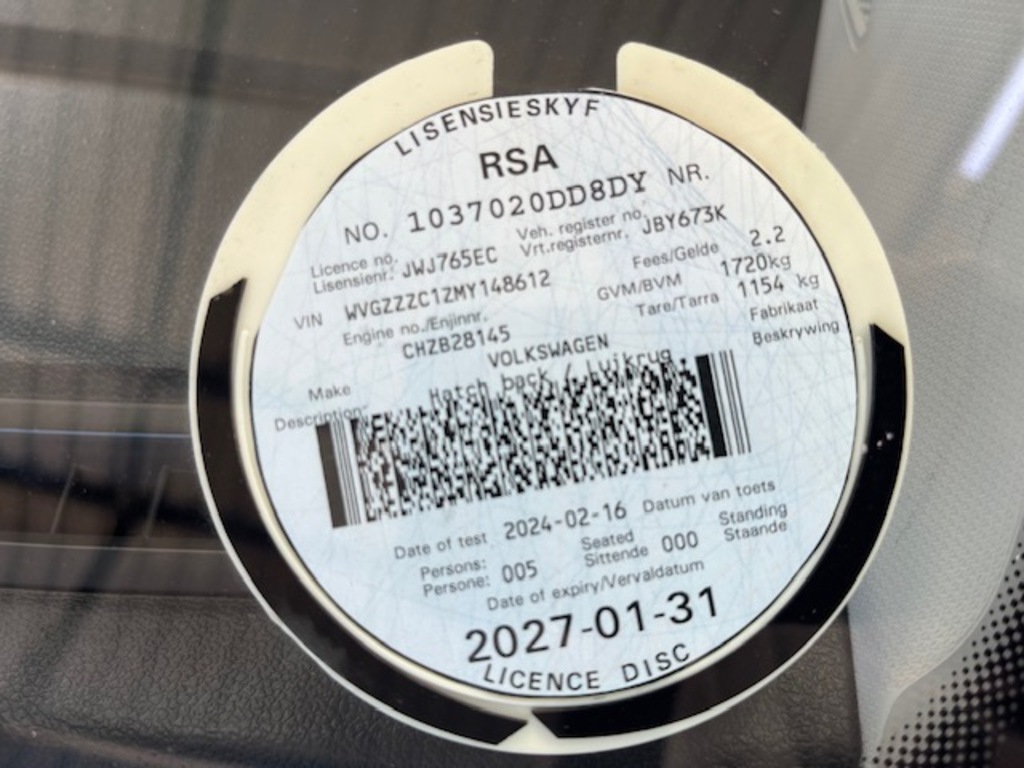 LISENSIESKYF
RSA
NO. 1037020DD8DY NR.
Licence no. Veh. register no.
Lisensienr. JWJ765EC Vrt.registernr. JBY673K
VIN WVGZZZC1ZMY148612 Fees/Gelde 2.2
Engine no./Enjinnr. GVM/BVM 1720kg
CHZB28145 Tare/Tarra 1154 kg
Make VOLKSWAGEN Fabrikaat
Description: Hatch back / Luikrug Beskrywing
Date of test 2024-02-16 Datum van toets
Persons: Seated Standing
Persone: 005 Sittende 000 Staande
Date of expiry/Vervaldatum
2027-01-31
LICENCE DISC